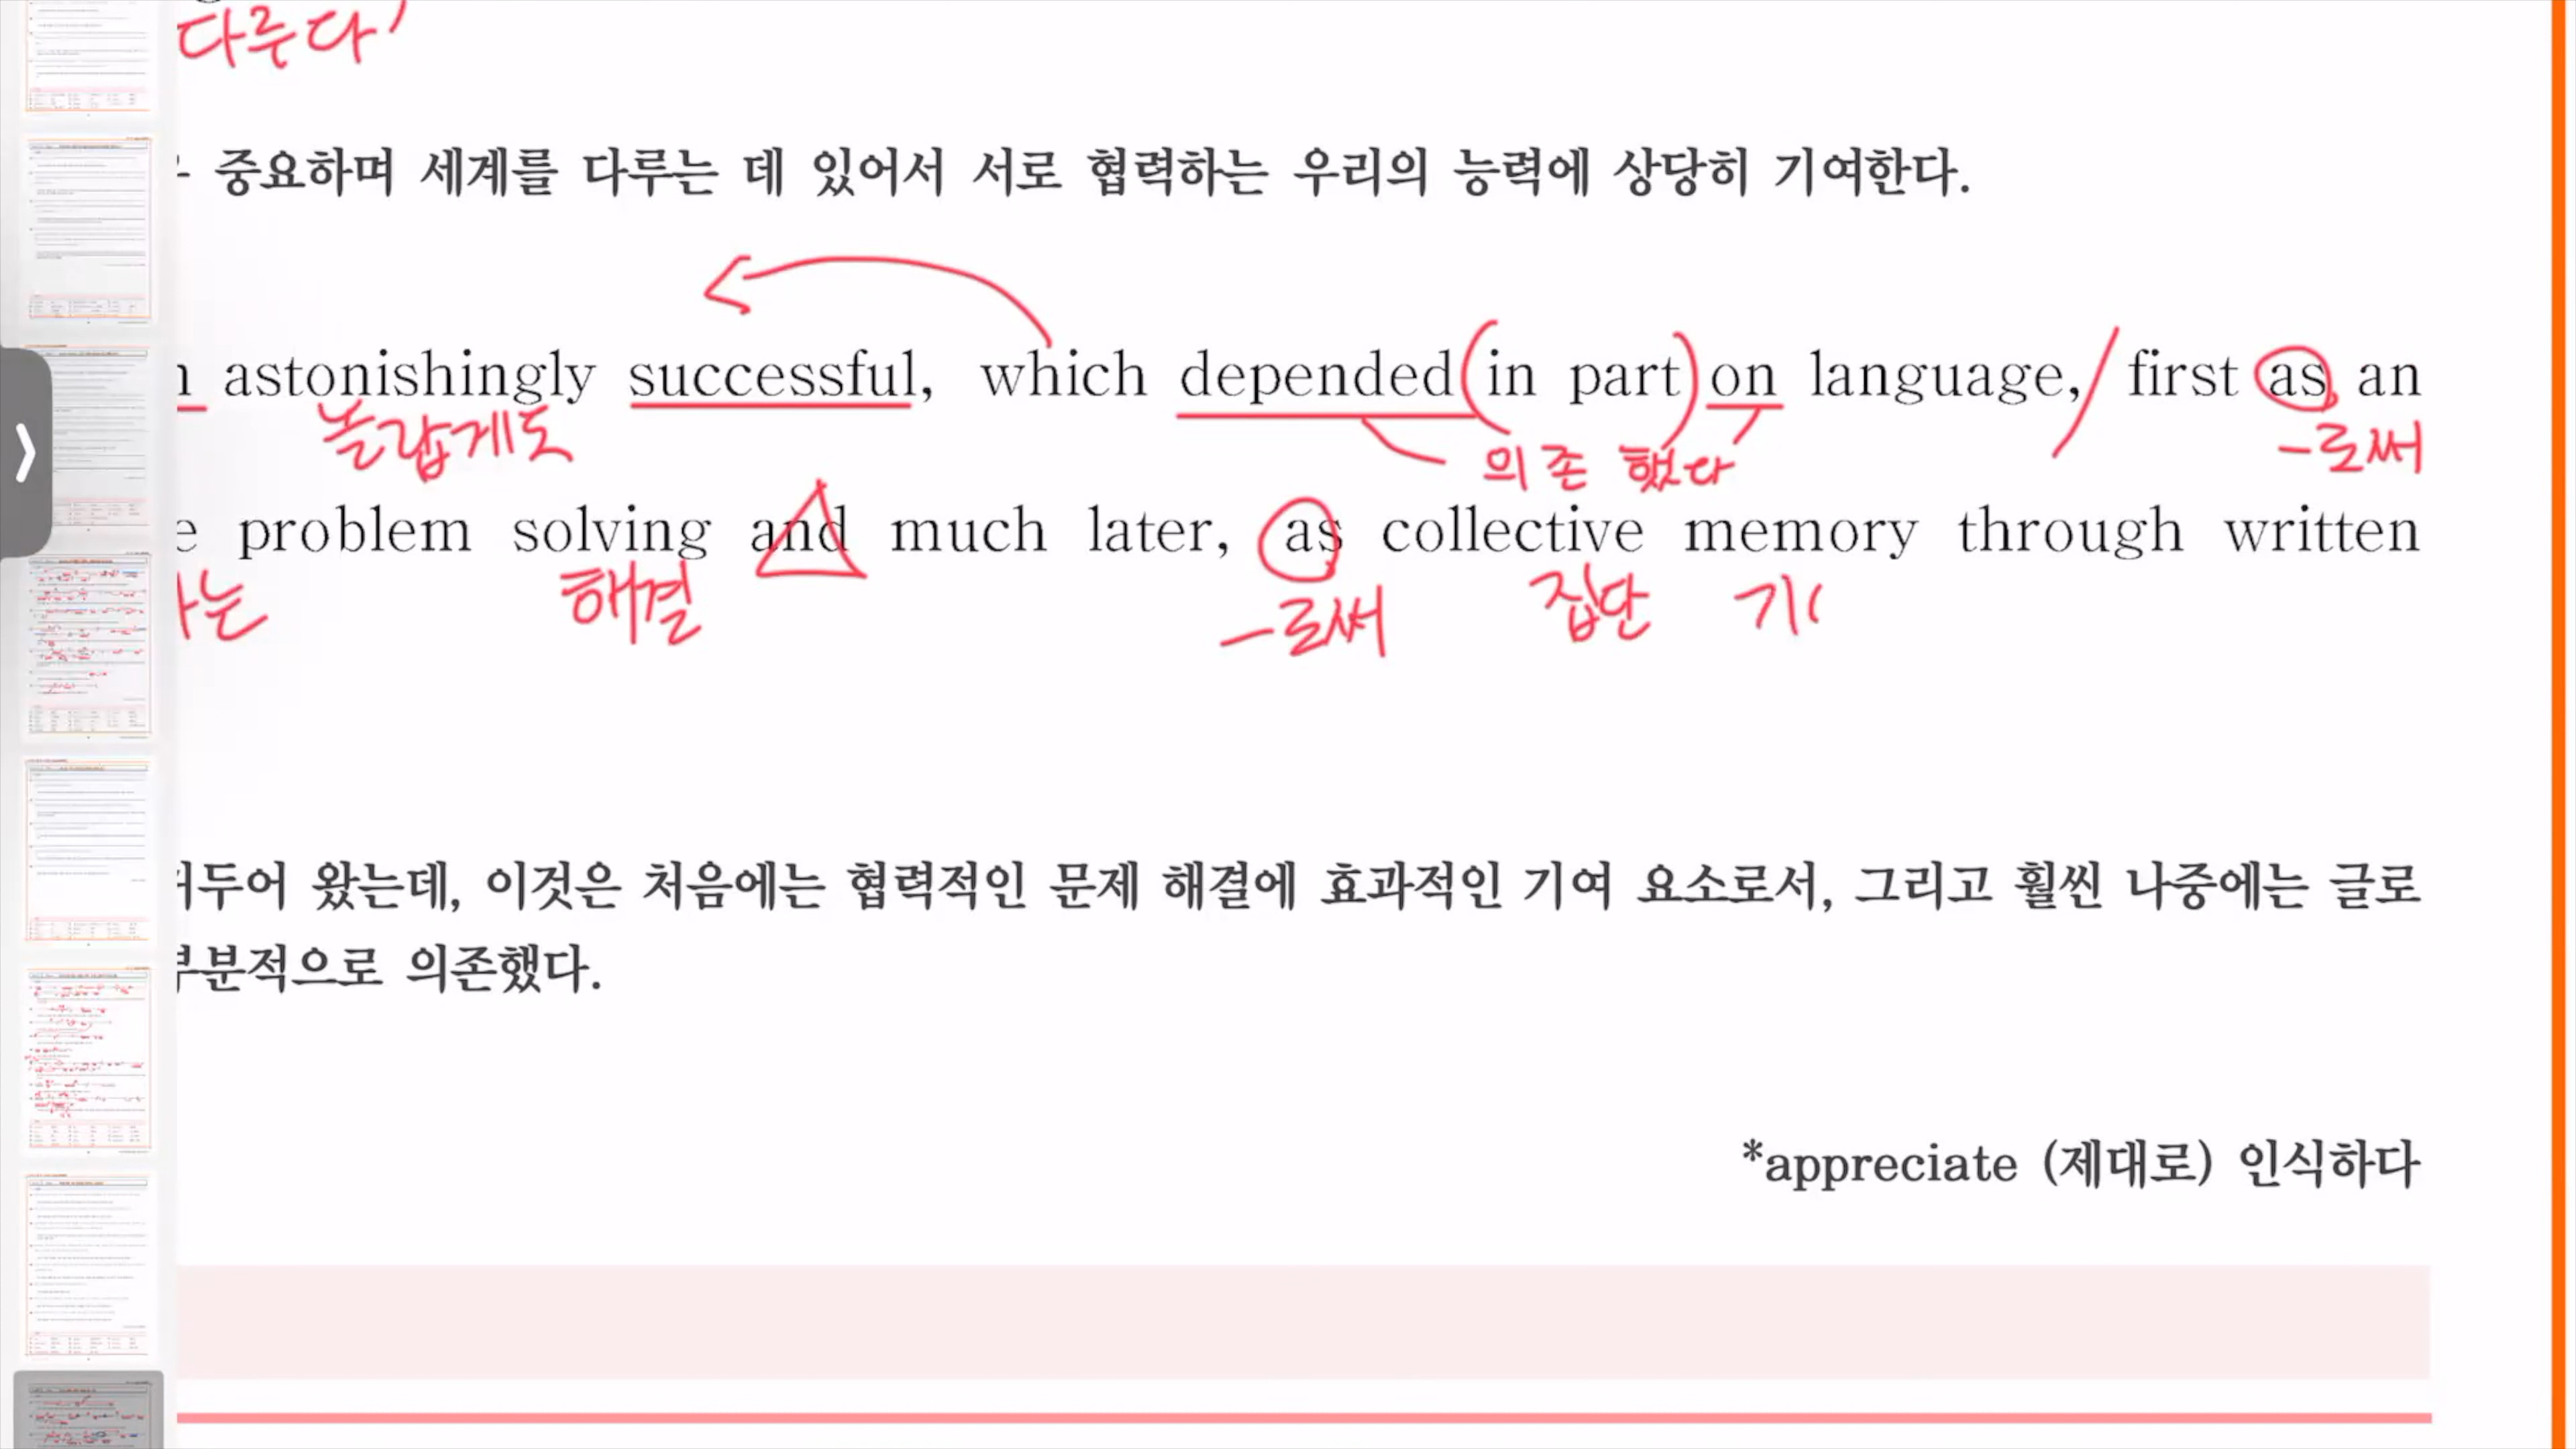 다루다
중요하며 세계를 다루는 데 있어서 서로 협력하는 우리의 능력에 상당히 기여한다.
astonishingly successful, which depended in part on language, first as an
놀랍게도 의존 했다 -로써
problem solving and much later, as collective memory through written
해결 -로써 집단 기
두어 왔는데, 이것은 처음에는 협력적인 문제 해결에 효과적인 기여 요소로서, 그리고 훨씬 나중에는 글로
부분적으로 의존했다.
*appreciate (제대로) 인식하다